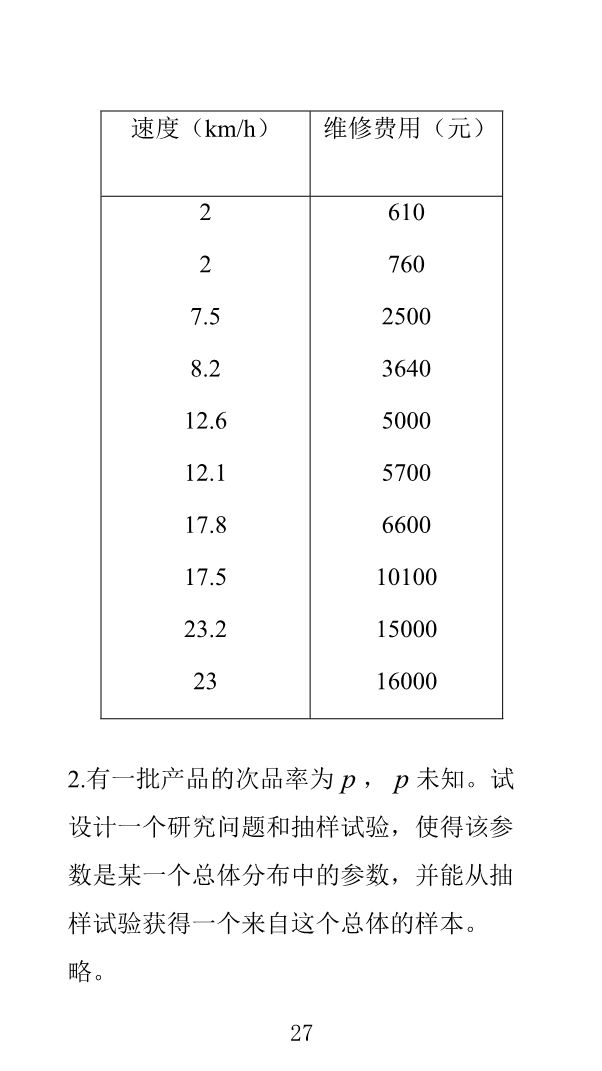 速度（km/h） 维修费用（元）
2 610
2 760
7.5 2500
8.2 3640
12.6 5000
12.1 5700
17.8 6600
17.5 10100
23.2 15000
23 16000
2.有一批产品的次品率为 p ， p 未知。试
设计一个研究问题和抽样试验，使得该参
数是某一个总体分布中的参数，并能从抽
样试验获得一个来自这个总体的样本。
略。
27